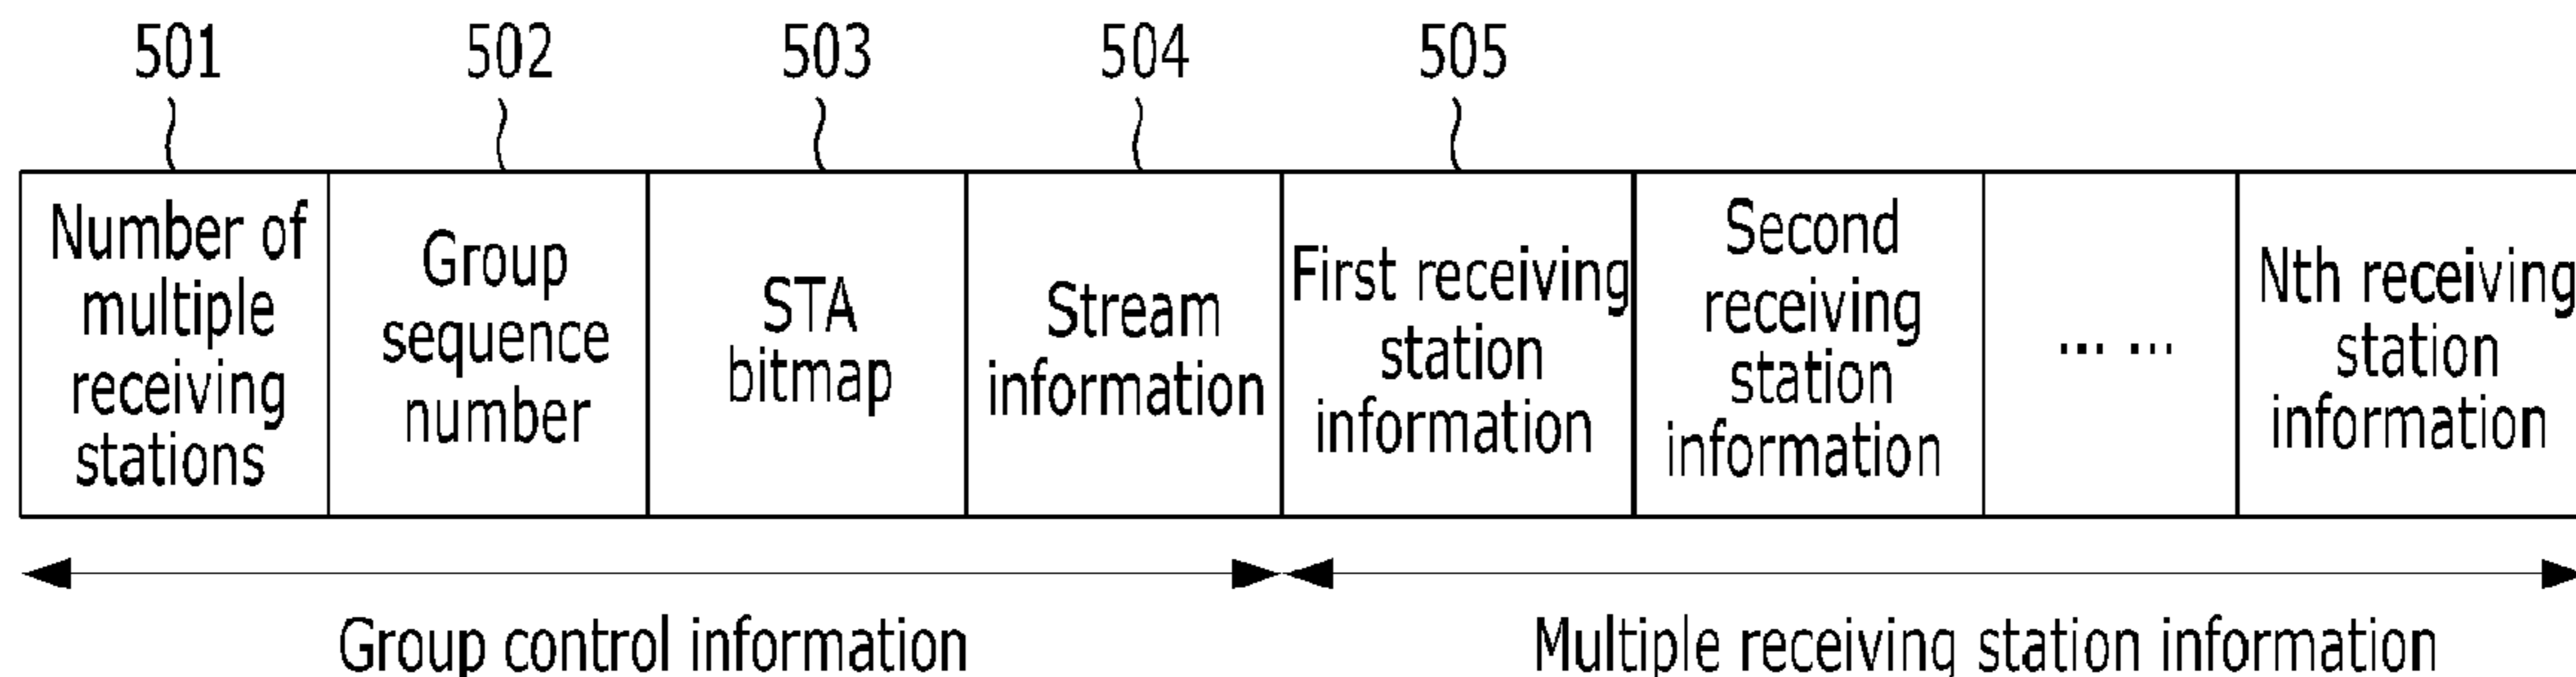 501 502 503 504 505
Number of
multiple
receiving
stations
Group
sequence
number
STA
bitmap
Stream
information
First receiving
station
information
Second
receiving
station
information
... ...
Nth receiving
station
information
Group control information
Multiple receiving station information